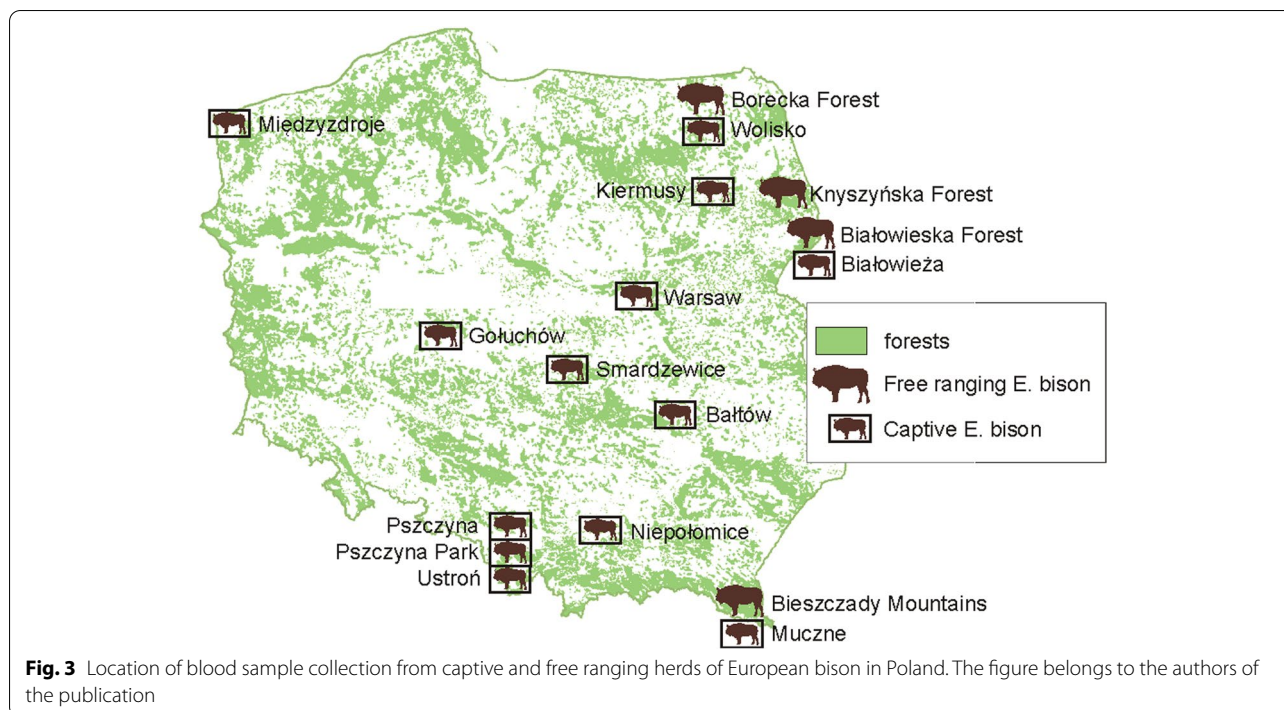 Borecka Forest
Międzyzdroje
Wolisko
Kiermusy
Knyszyńska Forest
Białowieska Forest
Białowieża
Warsaw
Gołuchów
Smardzewice
Bałtów
forests
Free ranging E. bison
Captive E. bison
Pszczyna
Niepołomice
Pszczyna Park
Ustroń
Bieszczady Mountains
Muczne
Fig. 3 Location of blood sample collection from captive and free ranging herds of European bison in Poland. The figure belongs to the authors of
the publication